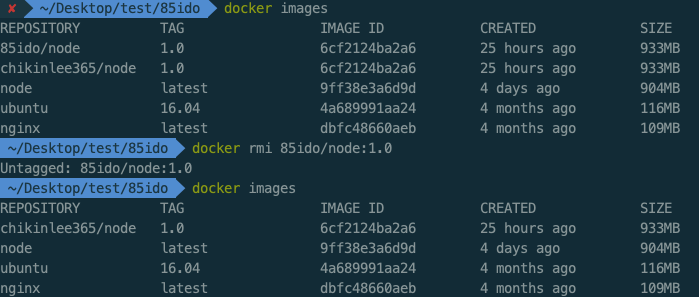 ✘ ~/Desktop/test/85ido docker images
REPOSITORY TAG IMAGE ID CREATED SIZE
85ido/node 1.0 6cf2124ba2a6 25 hours ago 933MB
chikinlee365/node 1.0 6cf2124ba2a6 25 hours ago 933MB
node latest 9ff38e3a6d9d 4 days ago 904MB
ubuntu 16.04 4a689991aa24 4 months ago 116MB
nginx latest dbfc48660aeb 4 months ago 109MB
~/Desktop/test/85ido docker rmi 85ido/node:1.0
Untagged: 85ido/node:1.0
~/Desktop/test/85ido docker images
REPOSITORY TAG IMAGE ID CREATED SIZE
chikinlee365/node 1.0 6cf2124ba2a6 25 hours ago 933MB
node latest 9ff38e3a6d9d 4 days ago 904MB
ubuntu 16.04 4a689991aa24 4 months ago 116MB
nginx latest dbfc48660aeb 4 months ago 109MB